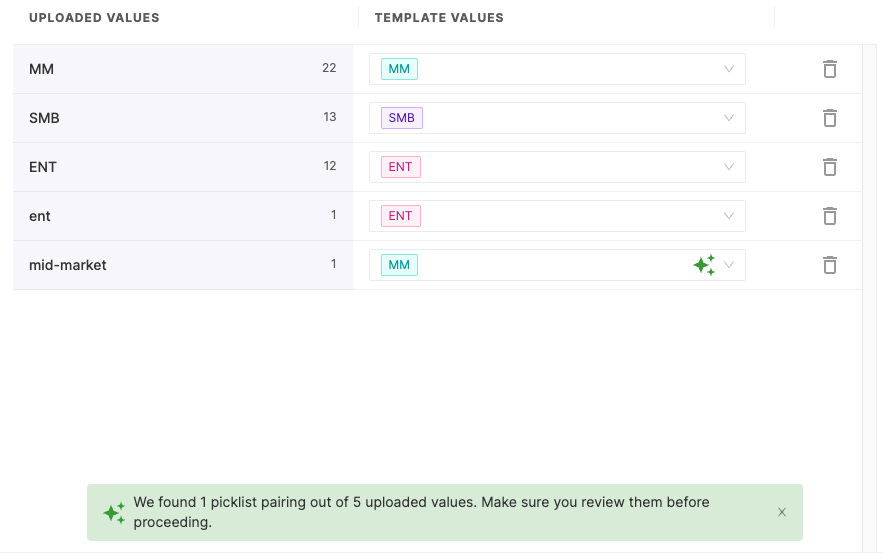 UPLOADED VALUES TEMPLATE VALUES
MM 22 MM
SMB 13 SMB
ENT 12 ENT
ent 1 ENT
mid-market 1 MM
We found 1 picklist pairing out of 5 uploaded values. Make sure you review them before
proceeding.